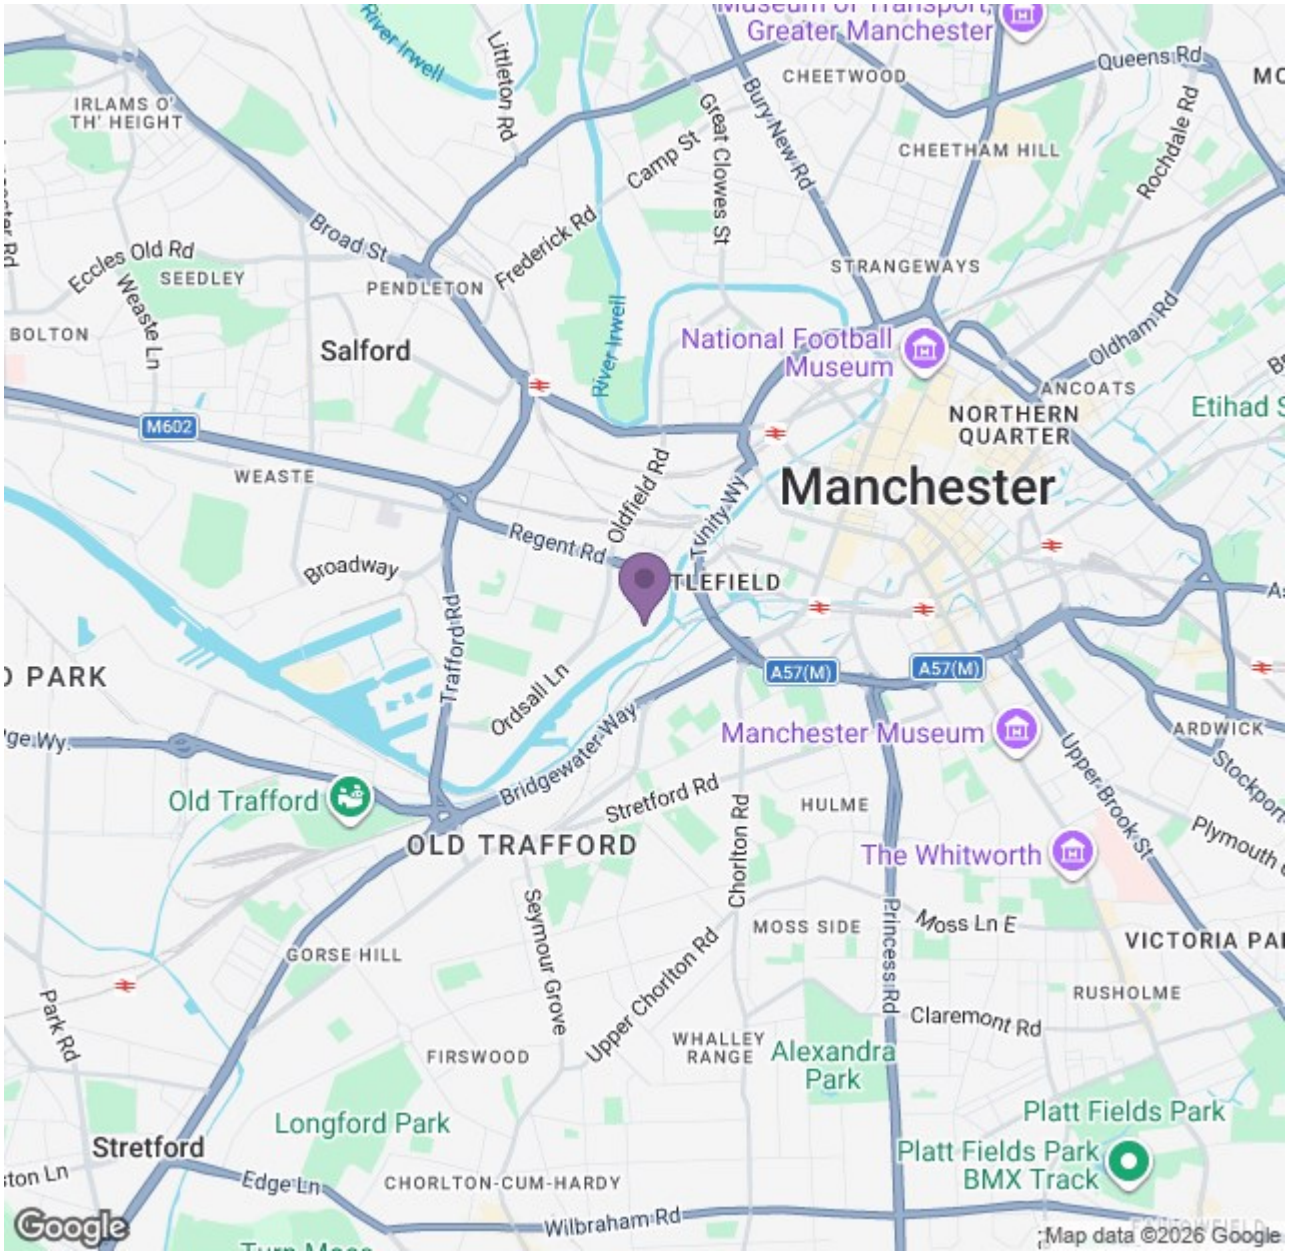 Museum of Transport,
Greater Manchester
River Irwell
Littleton Rd
CHEETWOOD
Queens Rd
IRLAMS O'
TH' HEIGHT
Great Clowes St
Bury New Rd
Camp St
CHEETHAM HILL
Rochdale Rd
Broad St
Frederick Rd
Eccles Old Rd
SEEDLEY
PENDLETON
STRANGEWAYS
Weaste Ln
BOLTON
Salford
River Irwell
National Football
Museum
Oldham Rd
ANCOATS
NORTHERN
QUARTER
Etihad S
M602
WEASTE
Oldfield Rd
Manchester
Trinity Wy
Regent Rd
Broadway
TLEFIELD
Trafford Rd
Ordsall Ln
PARK
A57(M)
A57(M)
Bridgewater Way
Manchester Museum
ARDWICK
ge Wy.
Upper Brook St
Stockport
Old Trafford
Stretford Rd
HULME
Chorlton Rd
Plymouth
OLD TRAFFORD
The Whitworth
Seymour Grove
Princess Rd
MOSS SIDE
Moss Ln E
VICTORIA PA
GORSE HILL
Upper Chorlton Rd
RUSHOLME
Park Rd
Claremont Rd
FIRSWOOD
WHALLEY
RANGE
Alexandra
Park
Longford Park
Platt Fields Park
Stretford
Platt Fields Park
BMX Track
ston Ln
Edge Ln
CHORLTON-CUM-HARDY
Wilbraham Rd
Google
Map data ©2026 Google